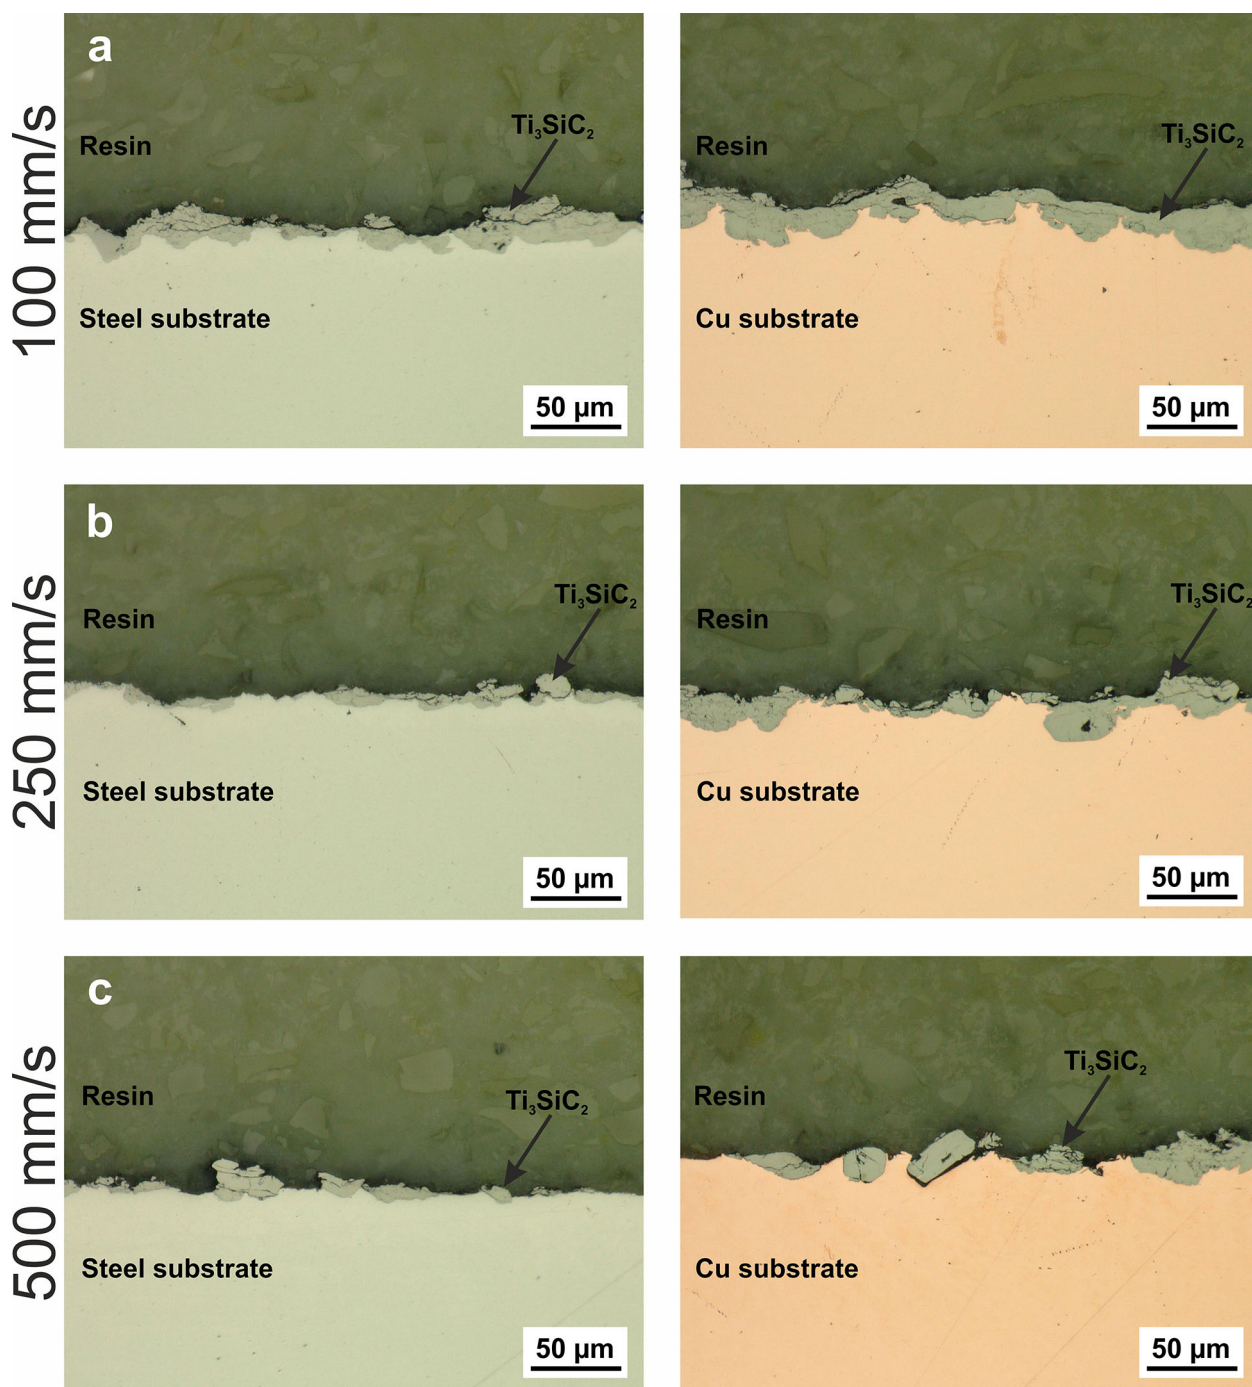 a
100 mm/s
Resin
Ti₃SiC₂
Steel substrate
50 µm
Resin
Ti₃SiC₂
Cu substrate
50 µm
b
250 mm/s
Resin
Ti₃SiC₂
Steel substrate
50 µm
Resin
Ti₃SiC₂
Cu substrate
50 µm
c
500 mm/s
Resin
Ti₃SiC₂
Steel substrate
50 µm
Resin
Ti₃SiC₂
Cu substrate
50 µm